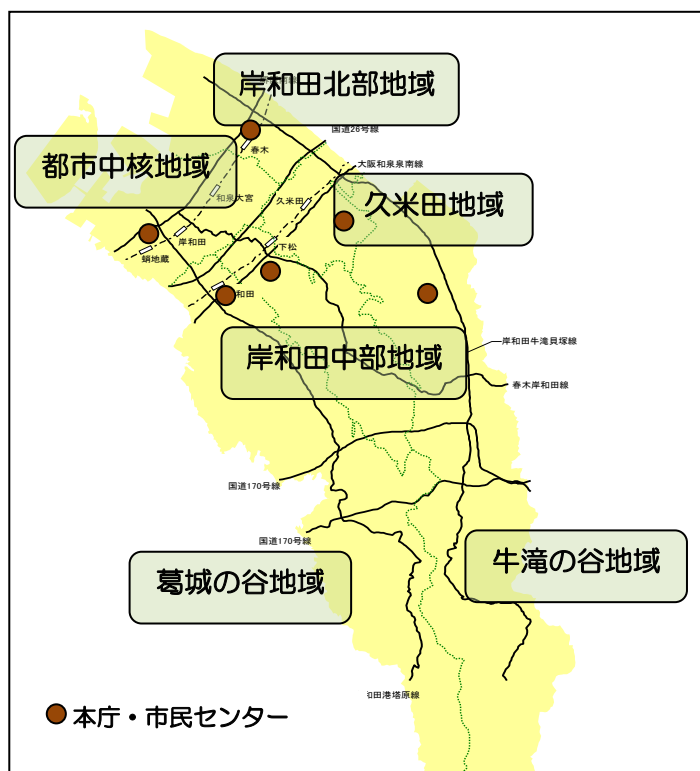 岸和田北部地域
国道26号線
都市中核地域
春木
大阪和泉泉南線
和泉大宮
久米田
久米田地域
岸和田
下松
蛸地蔵
和田
岸和田中部地域
岸和田牛滝貝塚線
春木岸和田線
国道170号線
国道170号線
牛滝の谷地域
葛城の谷地域
和田港塔原線
本庁・市民センター